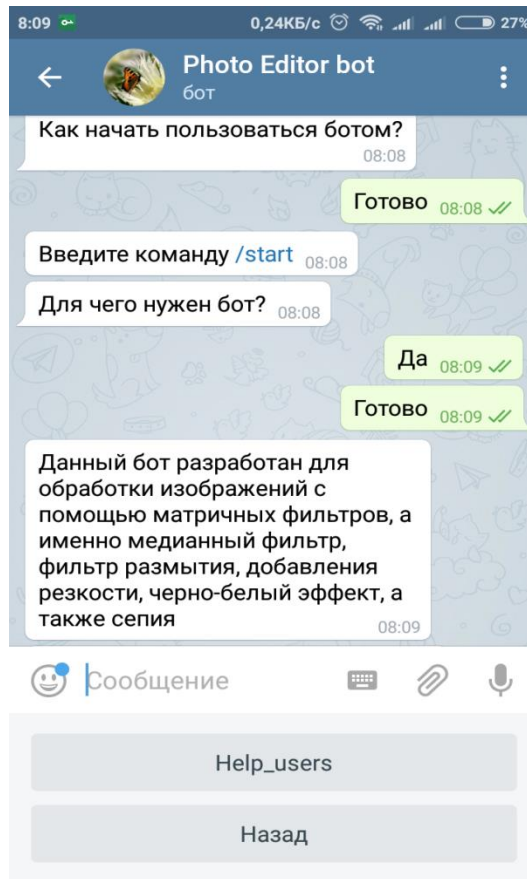 8:09 0,24КБ/с 27%
Photo Editor bot
бот
Как начать пользоваться ботом?
08:08
Готово 08:08
Введите команду /start 08:08
Для чего нужен бот? 08:08
Да 08:09
Готово 08:09
Данный бот разработан для
обработки изображений с
помощью матричных фильтров, а
именно медианный фильтр,
фильтр размытия, добавления
резкости, черно-белый эффект, а
также сепия
08:09
Сообщение
Help_users
Назад